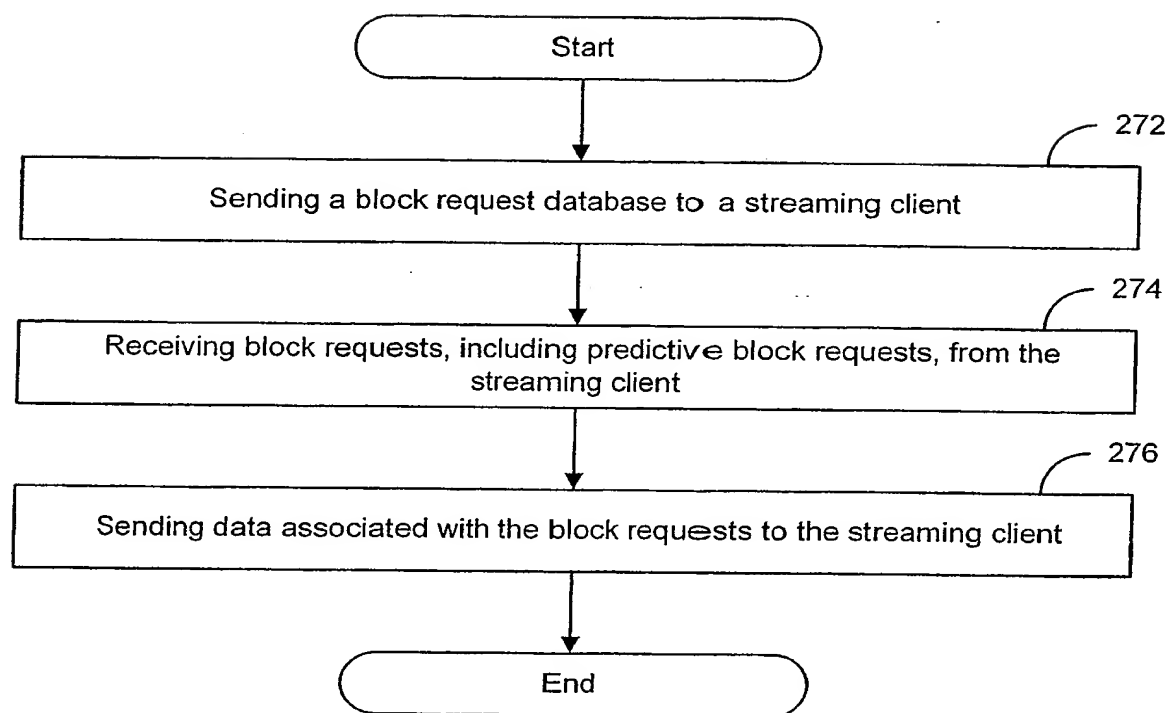 Start
272
Sending a block request database to a streaming client
274
Receiving block requests, including predictive block requests, from the
streaming client
276
Sending data associated with the block requests to the streaming client
End